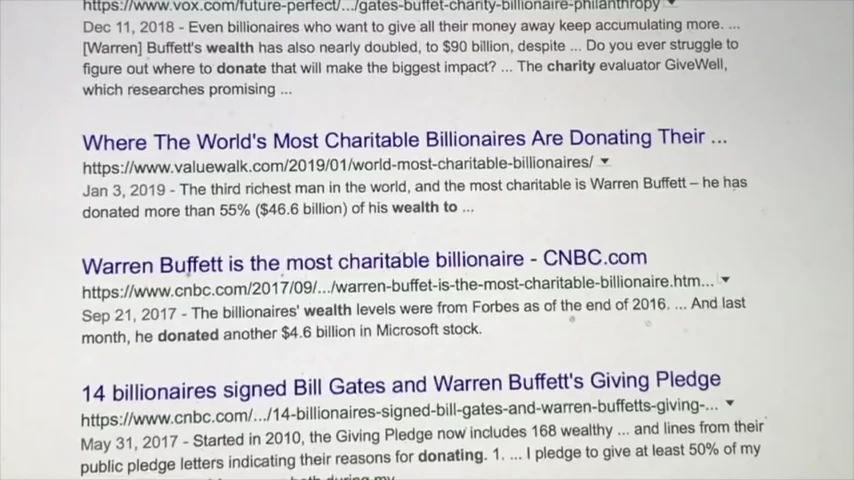 https://www.vox.com/future-perfect/.../gates-buffet-charity-billionaire-philanthropy
Dec 11, 2018 - Even billionaires who want to give all their money away keep accumulating more. ...
[Warren] Buffett's wealth has also nearly doubled, to $90 billion, despite ... Do you ever struggle to
figure out where to donate that will make the biggest impact? ... The charity evaluator GiveWell,
which researches promising ...
Where The World's Most Charitable Billionaires Are Donating Their ...
https://www.valuewalk.com/2019/01/world-most-charitable-billionaires/
Jan 3, 2019 - The third richest man in the world, and the most charitable is Warren Buffett – he has
donated more than 55% ($46.6 billion) of his wealth to ...
Warren Buffett is the most charitable billionaire - CNBC.com
https://www.cnbc.com/2017/09/.../warren-buffet-is-the-most-charitable-billionaire.htm...
Sep 21, 2017 - The billionaires' wealth levels were from Forbes as of the end of 2016. ... And last
month, he donated another $4.6 billion in Microsoft stock.
14 billionaires signed Bill Gates and Warren Buffett's Giving Pledge
https://www.cnbc.com/.../14-billionaires-signed-bill-gates-and-warren-buffetts-giving-...
May 31, 2017 - Started in 2010, the Giving Pledge now includes 168 wealthy ... and lines from their
public pledge letters indicating their reasons for donating. 1. ... I pledge to give at least 50% of my
both during my